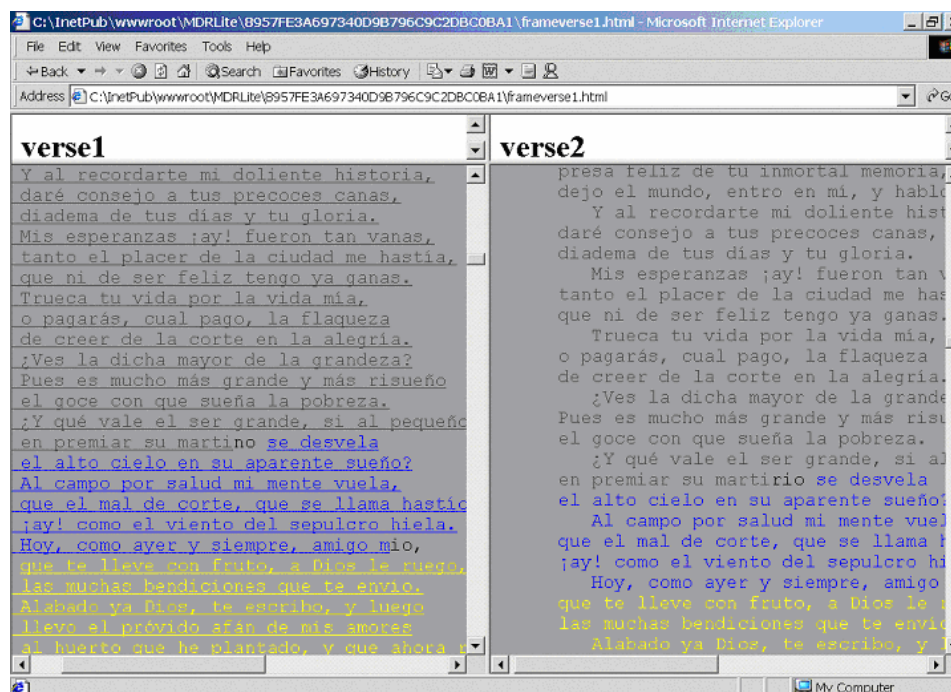 C:\InetPub\wwwroot\MDRLite\8957FE3A697340D9B796C9C2DBC0BA1\frameverse1.html - Microsoft Internet Explorer
File Edit View Favorites Tools Help
Back Search Favorites History
Address C:\InetPub\wwwroot\MDRLite\8957FE3A697340D9B796C9C2DBC0BA1\frameverse1.html G
verse1
Y al recordarte mi doliente historia,
daré consejo a tus precoces canas,
diadema de tus días y tu gloria.
Mis esperanzas ¡ay! fueron tan vanas,
tanto el placer de la ciudad me hastía,
que ni de ser feliz tengo ya ganas.
Trueca tu vida por la vida mía,
o pagarás, cual pago, la flaqueza
de creer de la corte en la alegría.
¿Ves la dicha mayor de la grandeza?
Pues es mucho más grande y más risueño
el goce con que sueña la pobreza.
¿Y qué vale el ser grande, si al pequeño
en premiar su martino se desvela
el alto cielo en su aparente sueño?
Al campo por salud mi mente vuela,
que el mal de corte, que se llama hastío
¡ay! como el viento del sepulcro hiela.
Hoy, como ayer y siempre, amigo mio,
que te lleve con fruto, a Dios le ruego,
las muchas bendiciones que te envio.
Alabado ya Dios, te escribo, y luego
llevo el próvido afán de mis amores
al huerto que he plantado, y que ahora
verse2
presa feliz de tu inmortal memoria,
dejo el mundo, entro en mí, y hablo
Y al recordarte mi doliente hist
daré consejo a tus precoces canas,
diadema de tus días y tu gloria.
Mis esperanzas ¡ay! fueron tan v
tanto el placer de la ciudad me has
que ni de ser feliz tengo ya ganas.
Trueca tu vida por la vida mía,
o pagarás, cual pago, la flaqueza
de creer de la corte en la alegría.
¿Ves la dicha mayor de la grande
Pues es mucho más grande y más risu
el goce con que sueña la pobreza.
¿Y qué vale el ser grande, si al
en premiar su martirio se desvela
el alto cielo en su aparente sueño?
Al campo por salud mi mente vuel
que el mal de corte, que se llama h
¡ay! como el viento del sepulcro hi
Hoy, como ayer y siempre, amigo
que te lleve con fruto, a Dios le r
las muchas bendiciones que te envio
Alabado ya Dios, te escribo, y l
My Computer